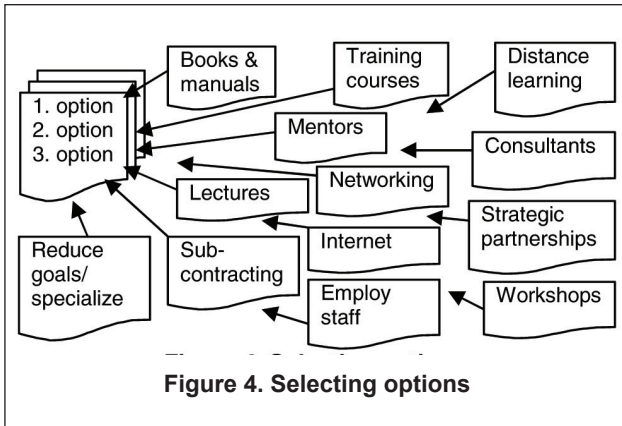 Books &
manuals
Training
courses
Distance
learning
1. option
2. option
3. option
Mentors
Consultants
Lectures
Networking
Strategic
partnerships
Reduce
goals/
specialize
Sub-
contracting
Internet
Employ
staff
Workshops
Figure 4. Selecting options